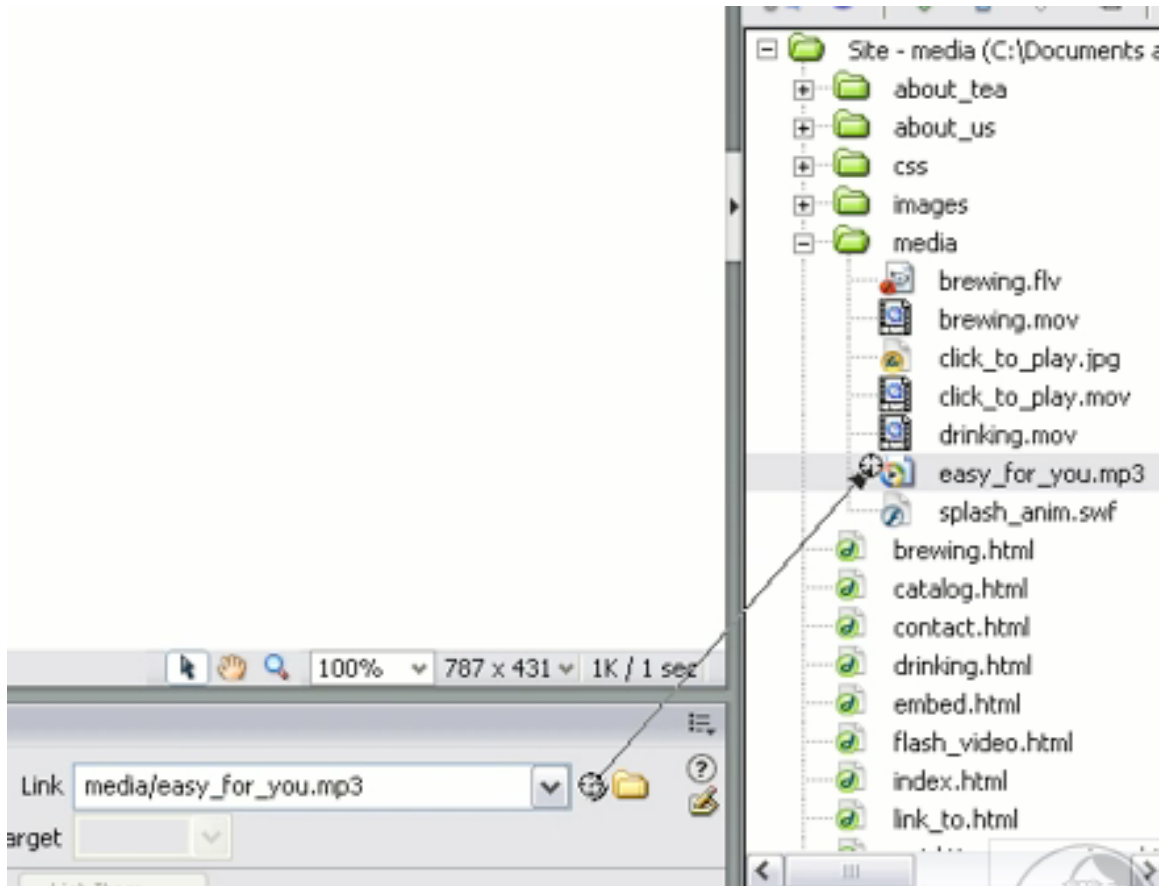 Site - media (C:\Documents a
about_tea
about_us
css
images
media
brewing.flv
brewing.mov
click_to_play.jpg
click_to_play.mov
drinking.mov
easy_for_you.mp3
splash_anim.swf
brewing.html
catalog.html
contact.html
drinking.html
embed.html
flash_video.html
index.html
link_to.html
100% 787 x 431 1K / 1 sec
Link media/easy_for_you.mp3
arget